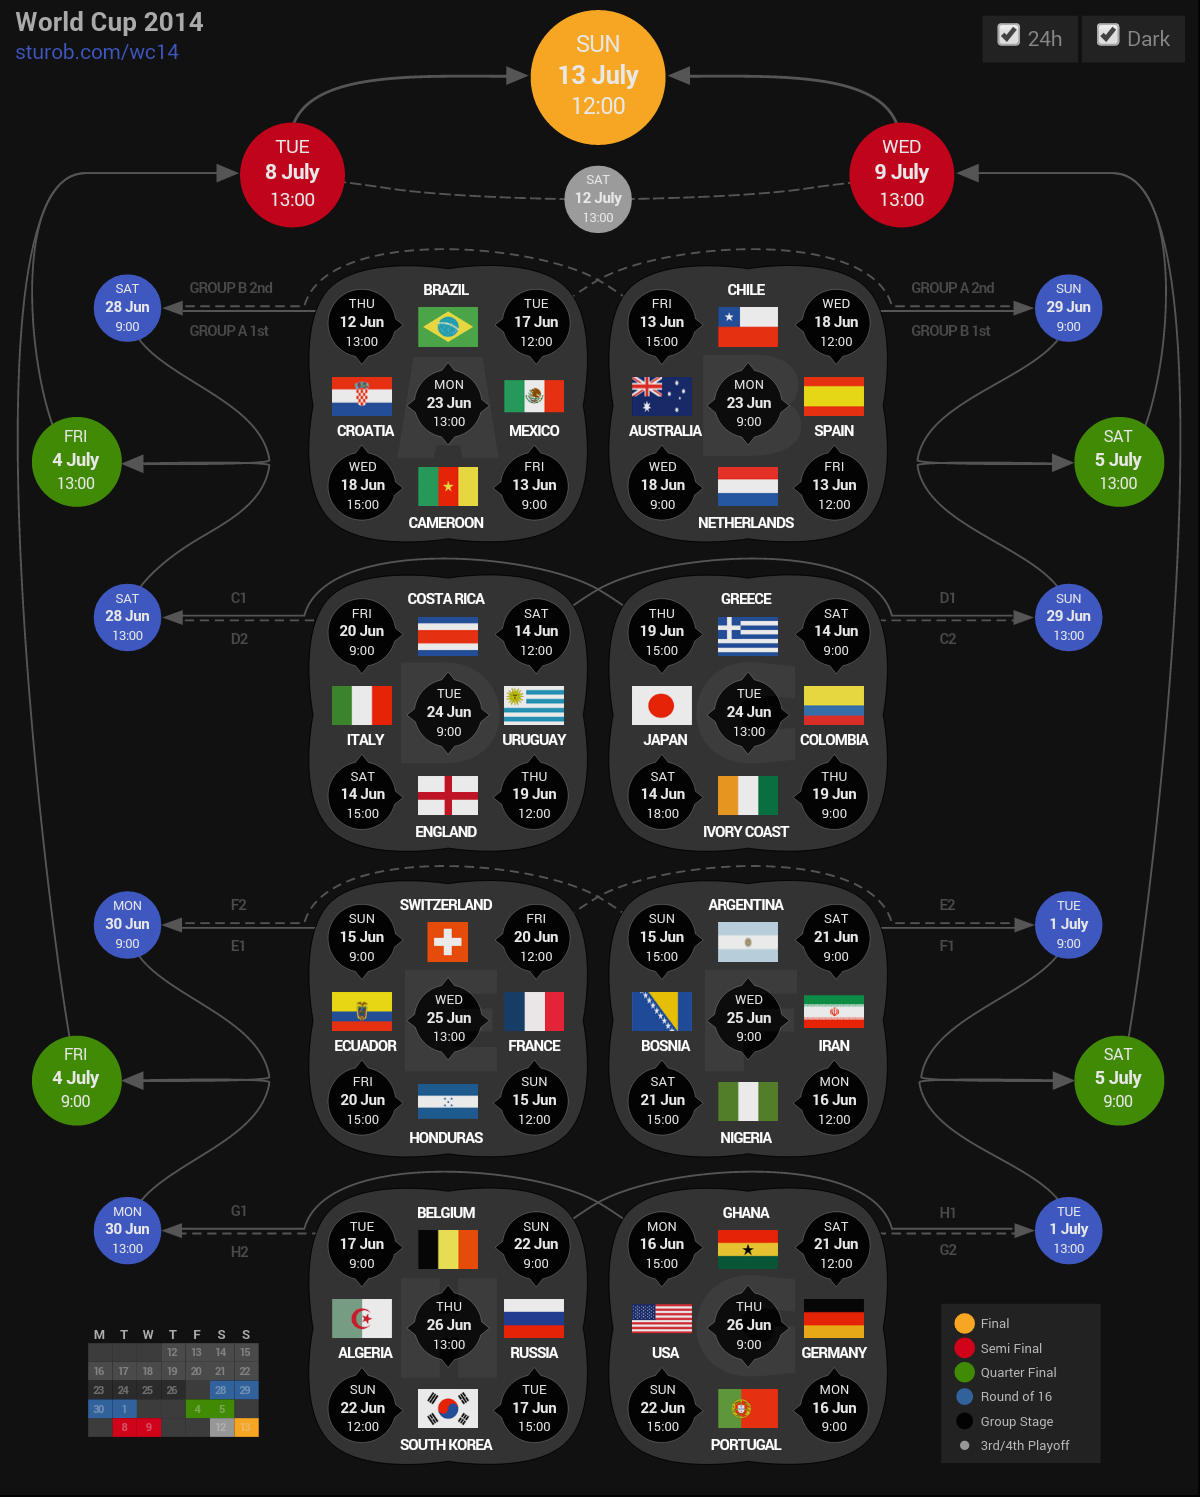 World Cup 2014
sturob.com/wc14
SUN
13 July
12:00
24h
Dark
TUE
8 July
13:00
SAT
12 July
13:00
WED
9 July
13:00
SAT
28 Jun
9:00
GROUP B 2nd
GROUP A 1st
GROUP A 2nd
GROUP B 1st
SUN
29 Jun
9:00
BRAZIL
THU
12 Jun
13:00
TUE
17 Jun
12:00
CROATIA
MON
23 Jun
13:00
MEXICO
WED
18 Jun
15:00
FRI
13 Jun
9:00
CAMEROON
A
CHILE
FRI
13 Jun
15:00
WED
18 Jun
12:00
AUSTRALIA
MON
23 Jun
9:00
SPAIN
WED
18 Jun
9:00
FRI
13 Jun
12:00
NETHERLANDS
B
FRI
4 July
13:00
SAT
5 July
13:00
SAT
28 Jun
13:00
C1
D2
D1
C2
SUN
29 Jun
13:00
COSTA RICA
FRI
20 Jun
9:00
SAT
14 Jun
12:00
ITALY
TUE
24 Jun
9:00
URUGUAY
SAT
14 Jun
15:00
THU
19 Jun
12:00
ENGLAND
D
GREECE
THU
19 Jun
15:00
SAT
14 Jun
9:00
JAPAN
TUE
24 Jun
13:00
COLOMBIA
SAT
14 Jun
18:00
THU
19 Jun
9:00
IVORY COAST
C
MON
30 Jun
9:00
F2
E1
E2
F1
TUE
1 July
9:00
SWITZERLAND
SUN
15 Jun
9:00
FRI
20 Jun
12:00
ECUADOR
WED
25 Jun
13:00
FRANCE
FRI
20 Jun
15:00
SUN
15 Jun
12:00
HONDURAS
E
ARGENTINA
SUN
15 Jun
15:00
SAT
21 Jun
9:00
BOSNIA
WED
25 Jun
9:00
IRAN
SAT
21 Jun
15:00
MON
16 Jun
12:00
NIGERIA
F
FRI
4 July
9:00
SAT
5 July
9:00
MON
30 Jun
13:00
G1
H2
H1
G2
TUE
1 July
13:00
BELGIUM
TUE
17 Jun
9:00
SUN
22 Jun
9:00
ALGERIA
THU
26 Jun
13:00
RUSSIA
SUN
22 Jun
12:00
TUE
17 Jun
15:00
SOUTH KOREA
H
GHANA
MON
16 Jun
15:00
SAT
21 Jun
12:00
USA
THU
26 Jun
9:00
GERMANY
SUN
22 Jun
15:00
MON
16 Jun
9:00
PORTUGAL
G
M T W T F S S
12 13 14 15
16 17 18 19 20 21 22
23 24 25 26 28 29
30 1 4 5
8 9 12 13
Final
Semi Final
Quarter Final
Round of 16
Group Stage
3rd/4th Playoff